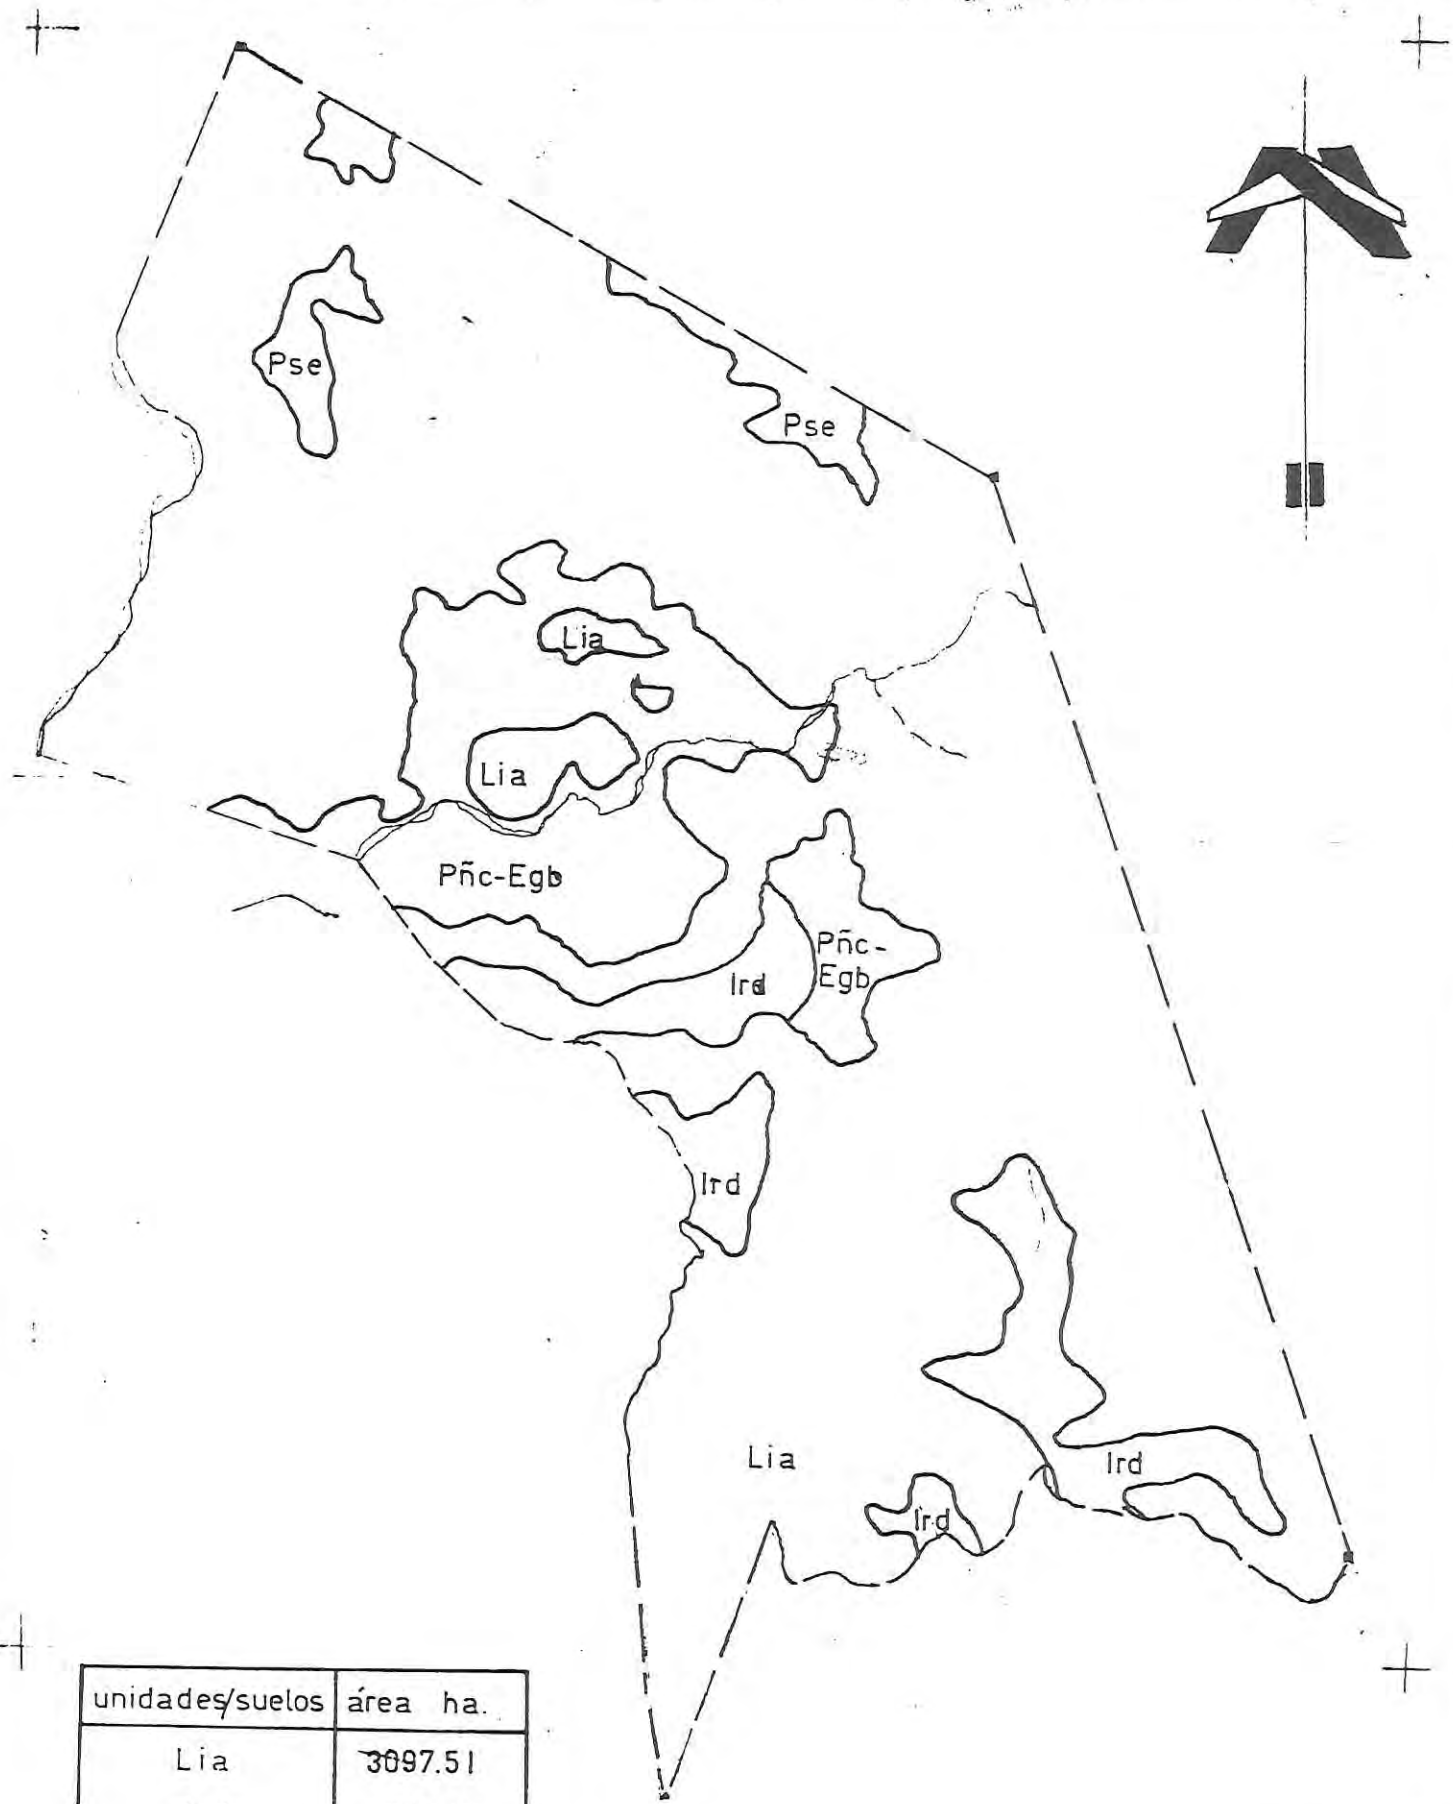 Pse
Pse
Lia
Lia
Pñc-Egb
Pñc-
Egb
Ird
Ird
Lia
Ird
Ird
unidades/suelos área ha.
Lia 3097.51